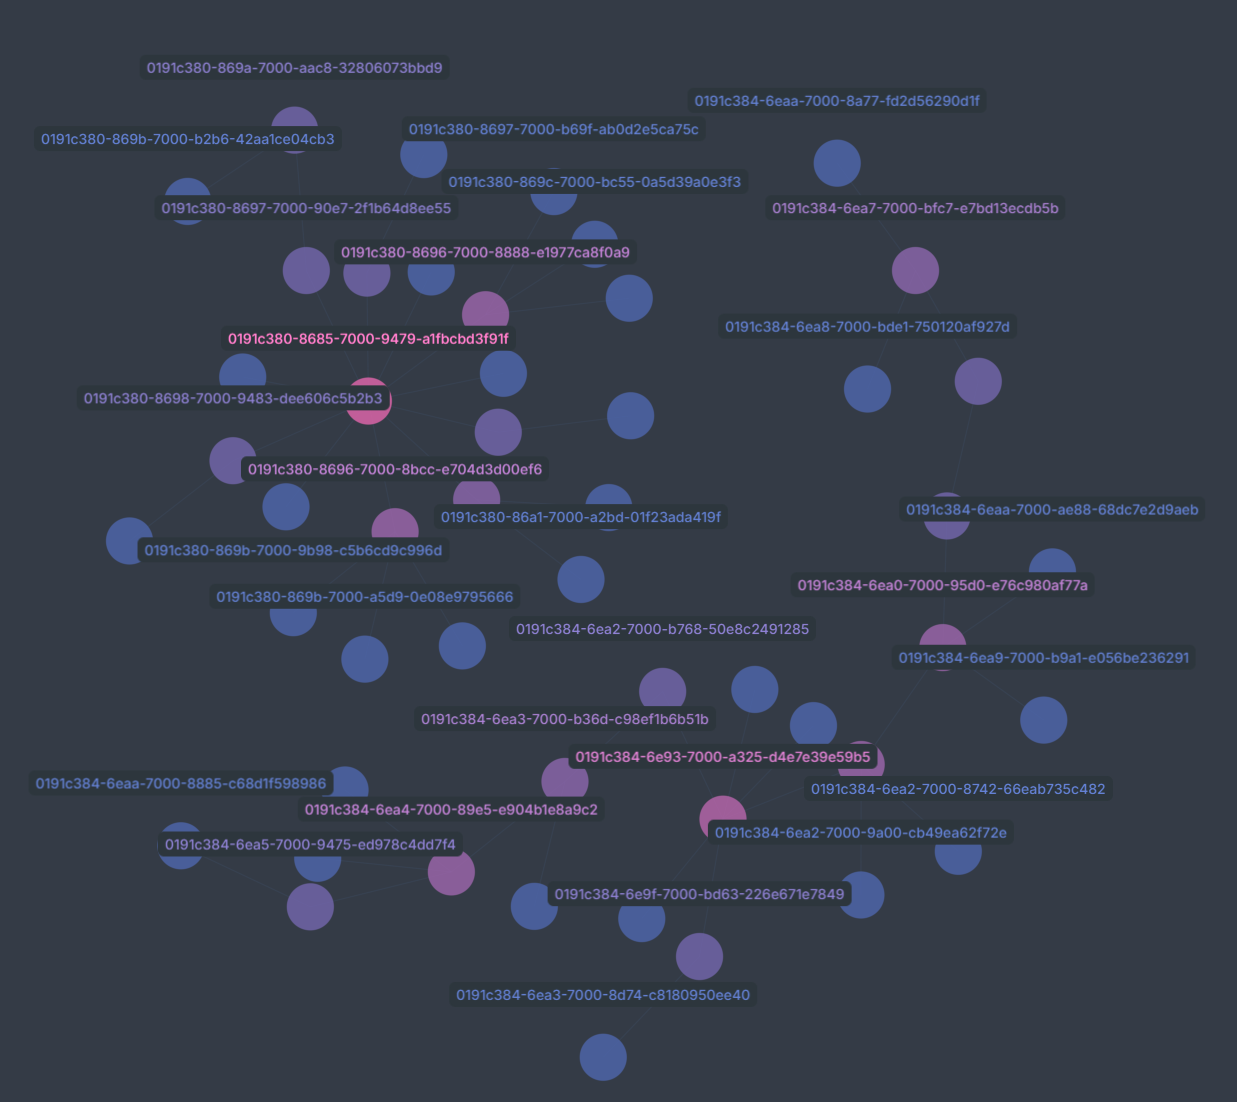 0191c380-869a-7000-aac8-32806073bbd9
0191c384-6eaa-7000-8a77-fd2d56290d1f
0191c380-8697-7000-b69f-ab0d2e5ca75c
0191c380-869b-7000-b2b6-42aa1ce04cb3
0191c380-869c-7000-bc55-0a5d39a0e3f3
0191c380-8697-7000-90e7-2f1b64d8ee55
0191c384-6ea7-7000-bfc7-e7bd13ecdb5b
0191c380-8696-7000-8888-e1977ca8f0a9
0191c384-6ea8-7000-bde1-750120af927d
0191c380-8685-7000-9479-a1fbcbd3f91f
0191c380-8698-7000-9483-dee606c5b2b3
0191c380-8696-7000-8bcc-e704d3d00ef6
0191c384-6eaa-7000-ae88-68dc7e2d9aeb
0191c380-86a1-7000-a2bd-01f23ada419f
0191c380-869b-7000-9b98-c5b6cd9c996d
0191c384-6ea0-7000-95d0-e76c980af77a
0191c380-869b-7000-a5d9-0e08e9795666
0191c384-6ea2-7000-b768-50e8c2491285
0191c384-6ea9-7000-b9a1-e056be236291
0191c384-6ea3-7000-b36d-c98ef1b6b51b
0191c384-6e93-7000-a325-d4e7e39e59b5
0191c384-6eaa-7000-8885-c68d1f598986
0191c384-6ea2-7000-8742-66eab735c482
0191c384-6ea4-7000-89e5-e904b1e8a9c2
0191c384-6ea2-7000-9a00-cb49ea62f72e
0191c384-6ea5-7000-9475-ed978c4dd7f4
0191c384-6e9f-7000-bd63-226e671e7849
0191c384-6ea3-7000-8d74-c8180950ee40